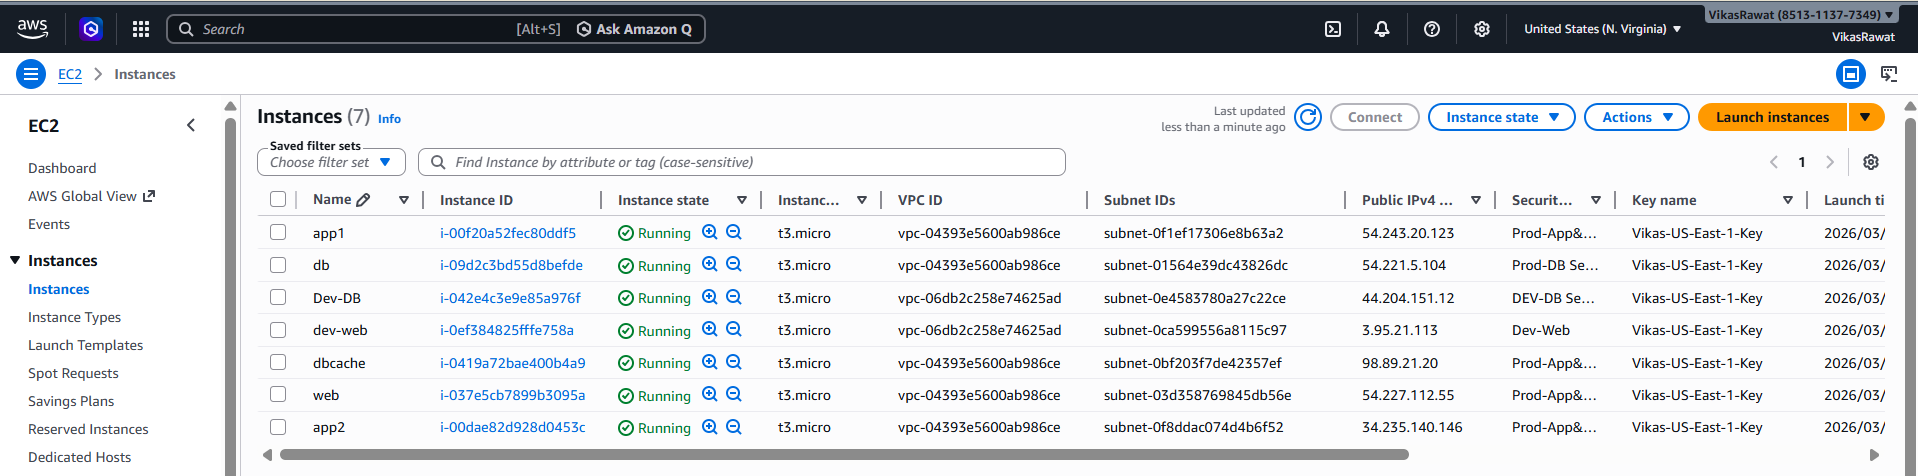 aws
Search [Alt+S] Ask Amazon Q
United States (N. Virginia)
VikasRawat (8513-1137-7349)
VikasRawat
EC2 Instances
EC2
Dashboard
AWS Global View
Events
Instances
Instances
Instance Types
Launch Templates
Spot Requests
Savings Plans
Reserved Instances
Dedicated Hosts
Instances (7) Info
Last updated
less than a minute ago
Connect
Instance state
Actions
Launch instances
Saved filter sets
Choose filter set
Find Instance by attribute or tag (case-sensitive)
1
Name Instance ID Instance state Instanc... VPC ID Subnet IDs Public IPv4 ... Securit... Key name Launch ti
app1 i-00f20a52fec80ddf5 Running t3.micro vpc-04393e5600ab986ce subnet-0f1ef17306e8b63a2 54.243.20.123 Prod-App&... Vikas-US-East-1-Key 2026/03/
db i-09d2c3bd55d8befde Running t3.micro vpc-04393e5600ab986ce subnet-01564e39dc43826dc 54.221.5.104 Prod-DB Se... Vikas-US-East-1-Key 2026/03/
Dev-DB i-042e4c3e9e85a976f Running t3.micro vpc-06db2c258e74625ad subnet-0e4583780a27c22ce 44.204.151.12 DEV-DB Se... Vikas-US-East-1-Key 2026/03/
dev-web i-0ef384825fffe758a Running t3.micro vpc-06db2c258e74625ad subnet-0ca599556a8115c97 3.95.21.113 Dev-Web Vikas-US-East-1-Key 2026/03/
dbcache i-0419a72bae400b4a9 Running t3.micro vpc-04393e5600ab986ce subnet-0bf203f7de42357ef 98.89.21.20 Prod-App&... Vikas-US-East-1-Key 2026/03/
web i-037e5cb7899b3095a Running t3.micro vpc-04393e5600ab986ce subnet-03d358769845db56e 54.227.112.55 Prod-App&... Vikas-US-East-1-Key 2026/03/
app2 i-00dae82d928d0453c Running t3.micro vpc-04393e5600ab986ce subnet-0f8ddac074d4b6f52 34.235.140.146 Prod-App&... Vikas-US-East-1-Key 2026/03/